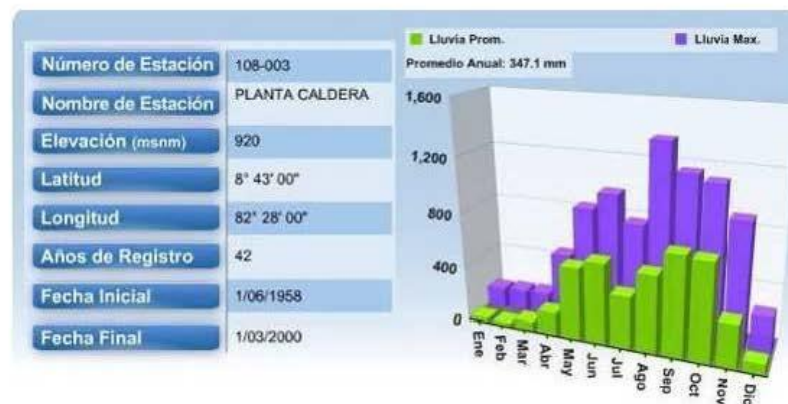 Número de Estación 108-003
Nombre de Estación PLANTA CALDERA
Elevación (msnm) 920
Latitud 8° 43' 00"
Longitud 82° 28' 00"
Años de Registro 42
Fecha Inicial 1/06/1958
Fecha Final 1/03/2000
Lluvia Prom. Lluvia Max.
Promedio Anual: 347.1 mm
1,600
1,200
800
400
0
Ene Feb Mar Abr May Jun Jul Ago Sep Oct Nov Dic